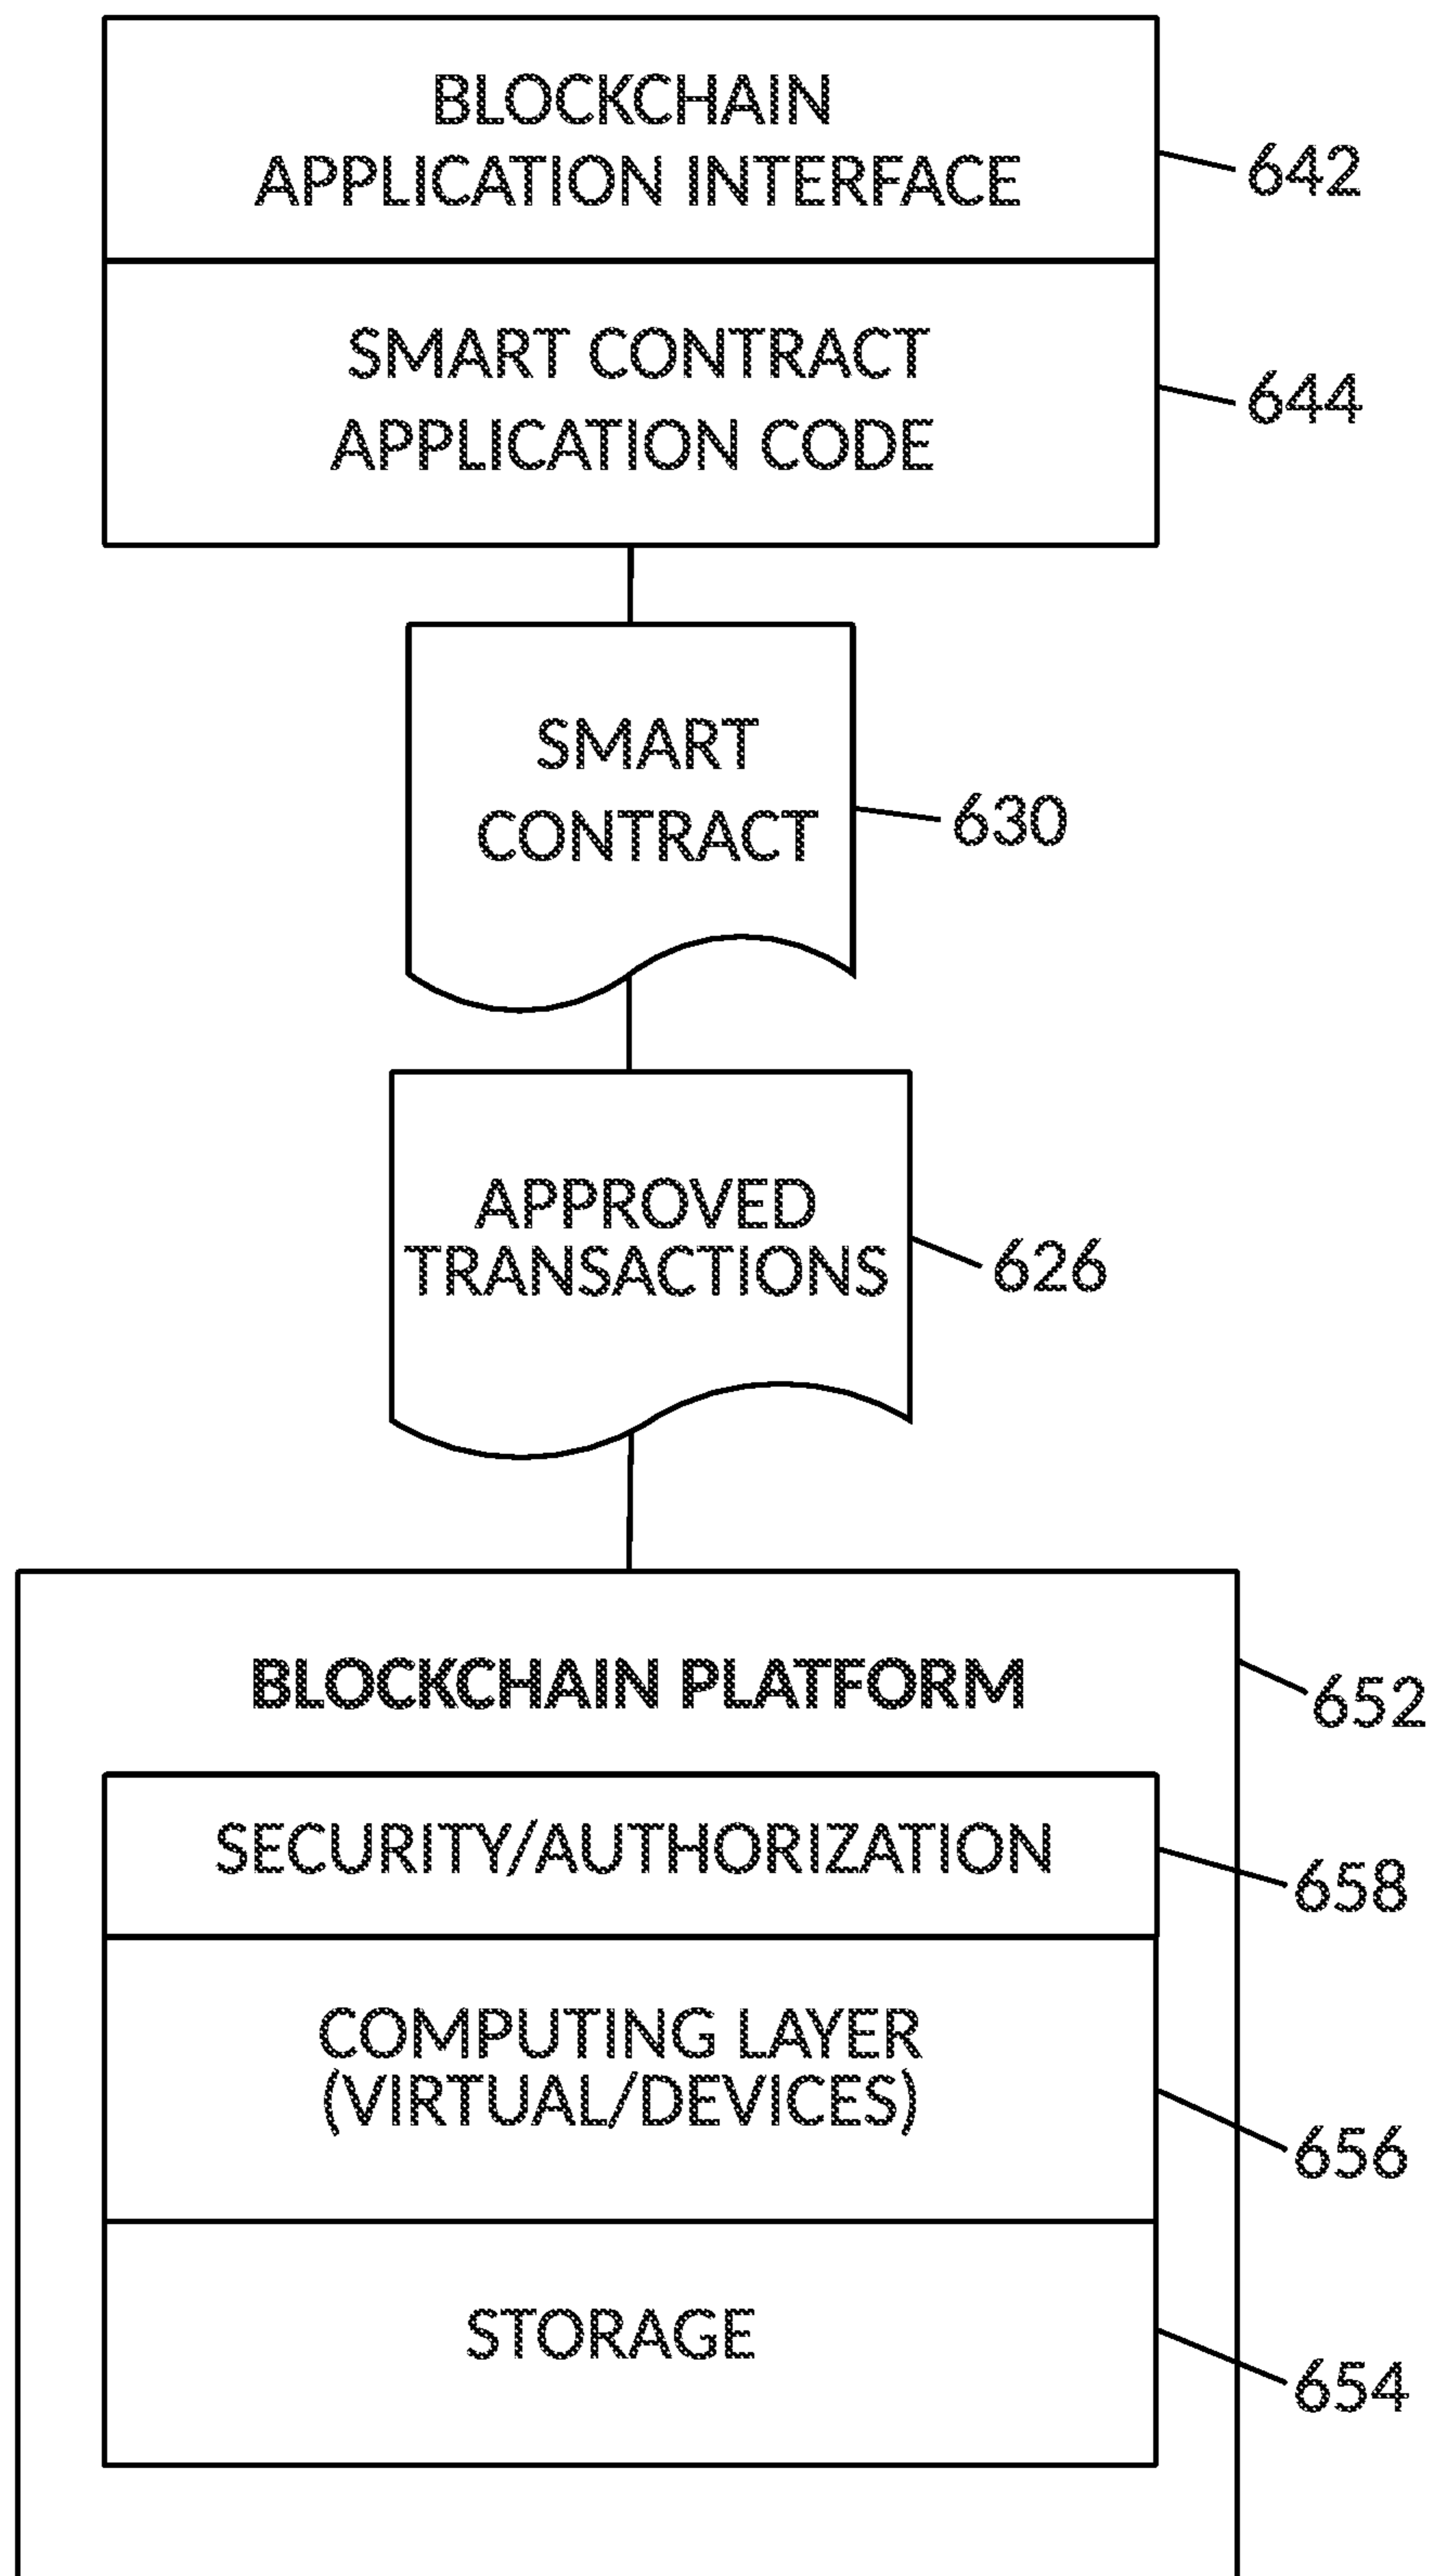 BLOCKCHAIN
APPLICATION INTERFACE
642
SMART CONTRACT
APPLICATION CODE
644
SMART
CONTRACT
630
APPROVED
TRANSACTIONS
626
BLOCKCHAIN PLATFORM
652
SECURITY/AUTHORIZATION
658
COMPUTING LAYER
(VIRTUAL/DEVICES)
656
STORAGE
654